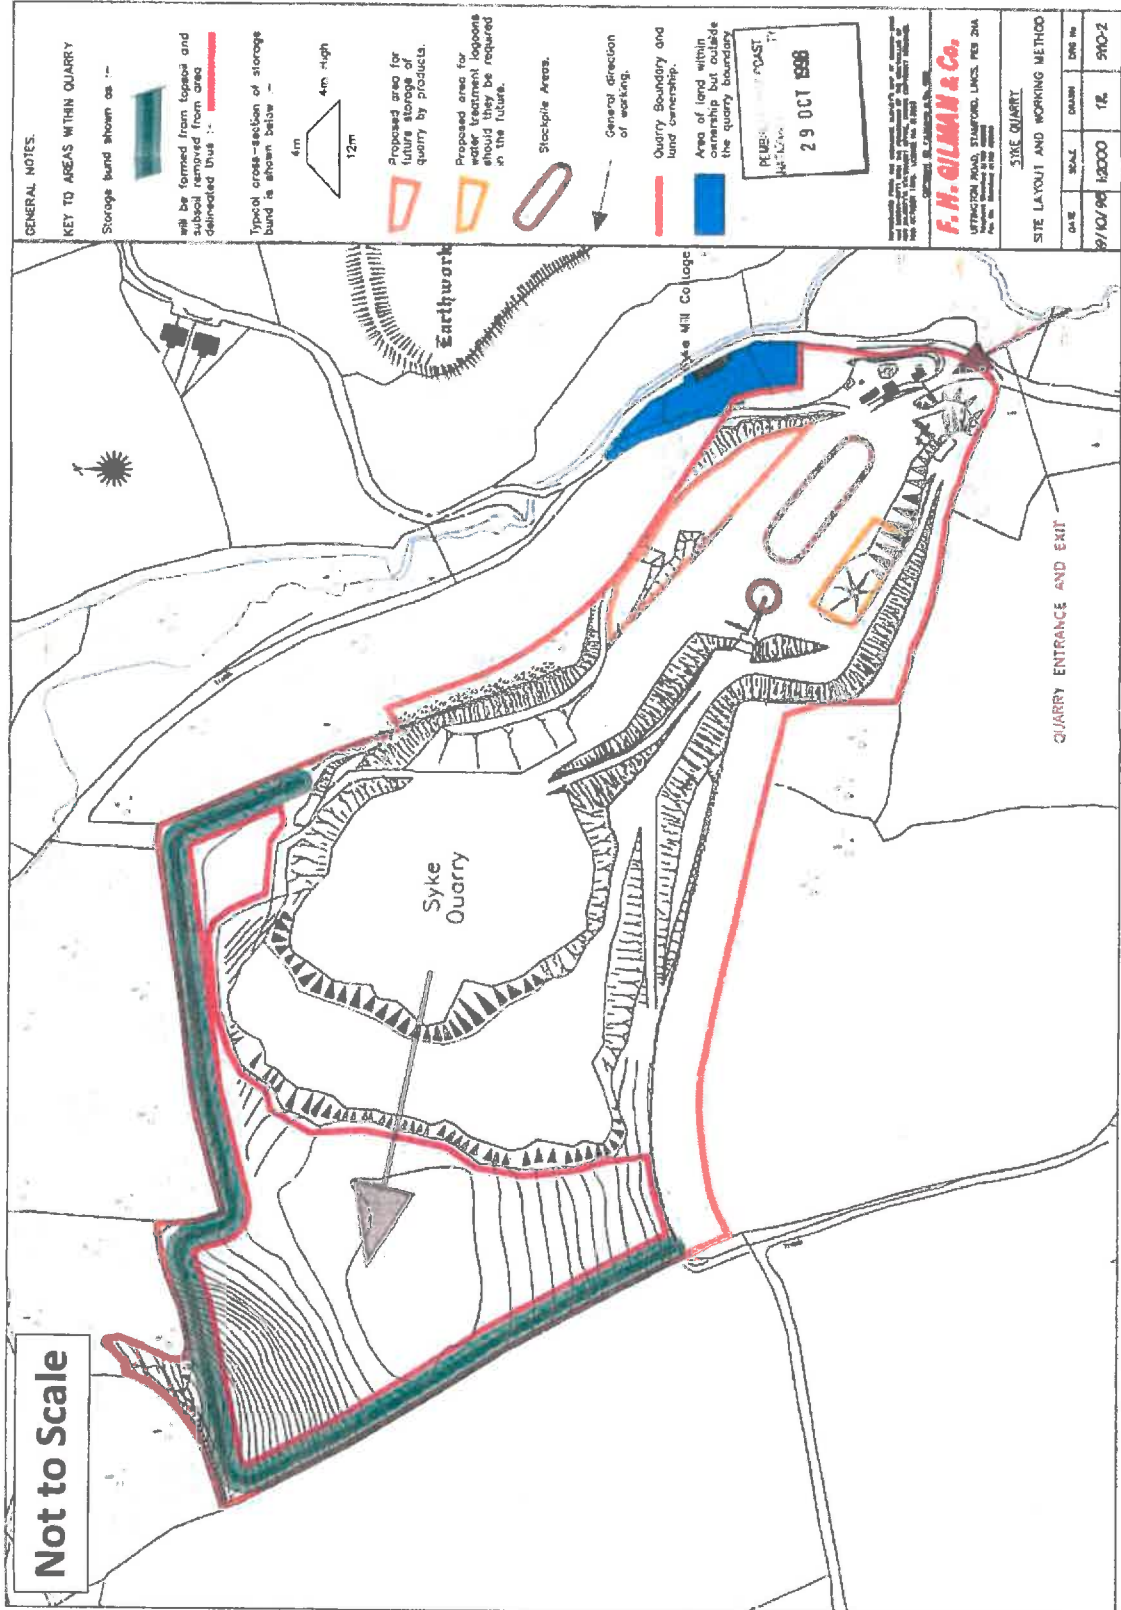 Not to Scale
GENERAL NOTES.
KEY TO AREAS WITHIN QUARRY
Storage Bund shown as :-
will be formed from topsoil and
subsoil removed from area
delineated thus :-
Typical cross-section of storage
bund is shown below :-
4m
4m High
12m
Proposed area for
future storage of
quarry by products.
Proposed area for
water treatment lagoons
should they be required
in the future.
Stockpile Areas.
General direction
of working.
Quarry Boundary and
land ownership.
Area of land within
ownership but outside
the quarry boundary
COAST
29 OCT 1998
F. H. GILMAN & Co.
UFFINGTON ROAD, STAMFORD, LINCS. PE9 2HA
SYKE QUARRY
SITE LAYOUT AND WORKING METHOD
DATE
SCALE
DRAWN
DRG No
1:2000
Earthwork
Mill Cottage
Track
Syke
Quarry
Track
QUARRY ENTRANCE AND EXIT